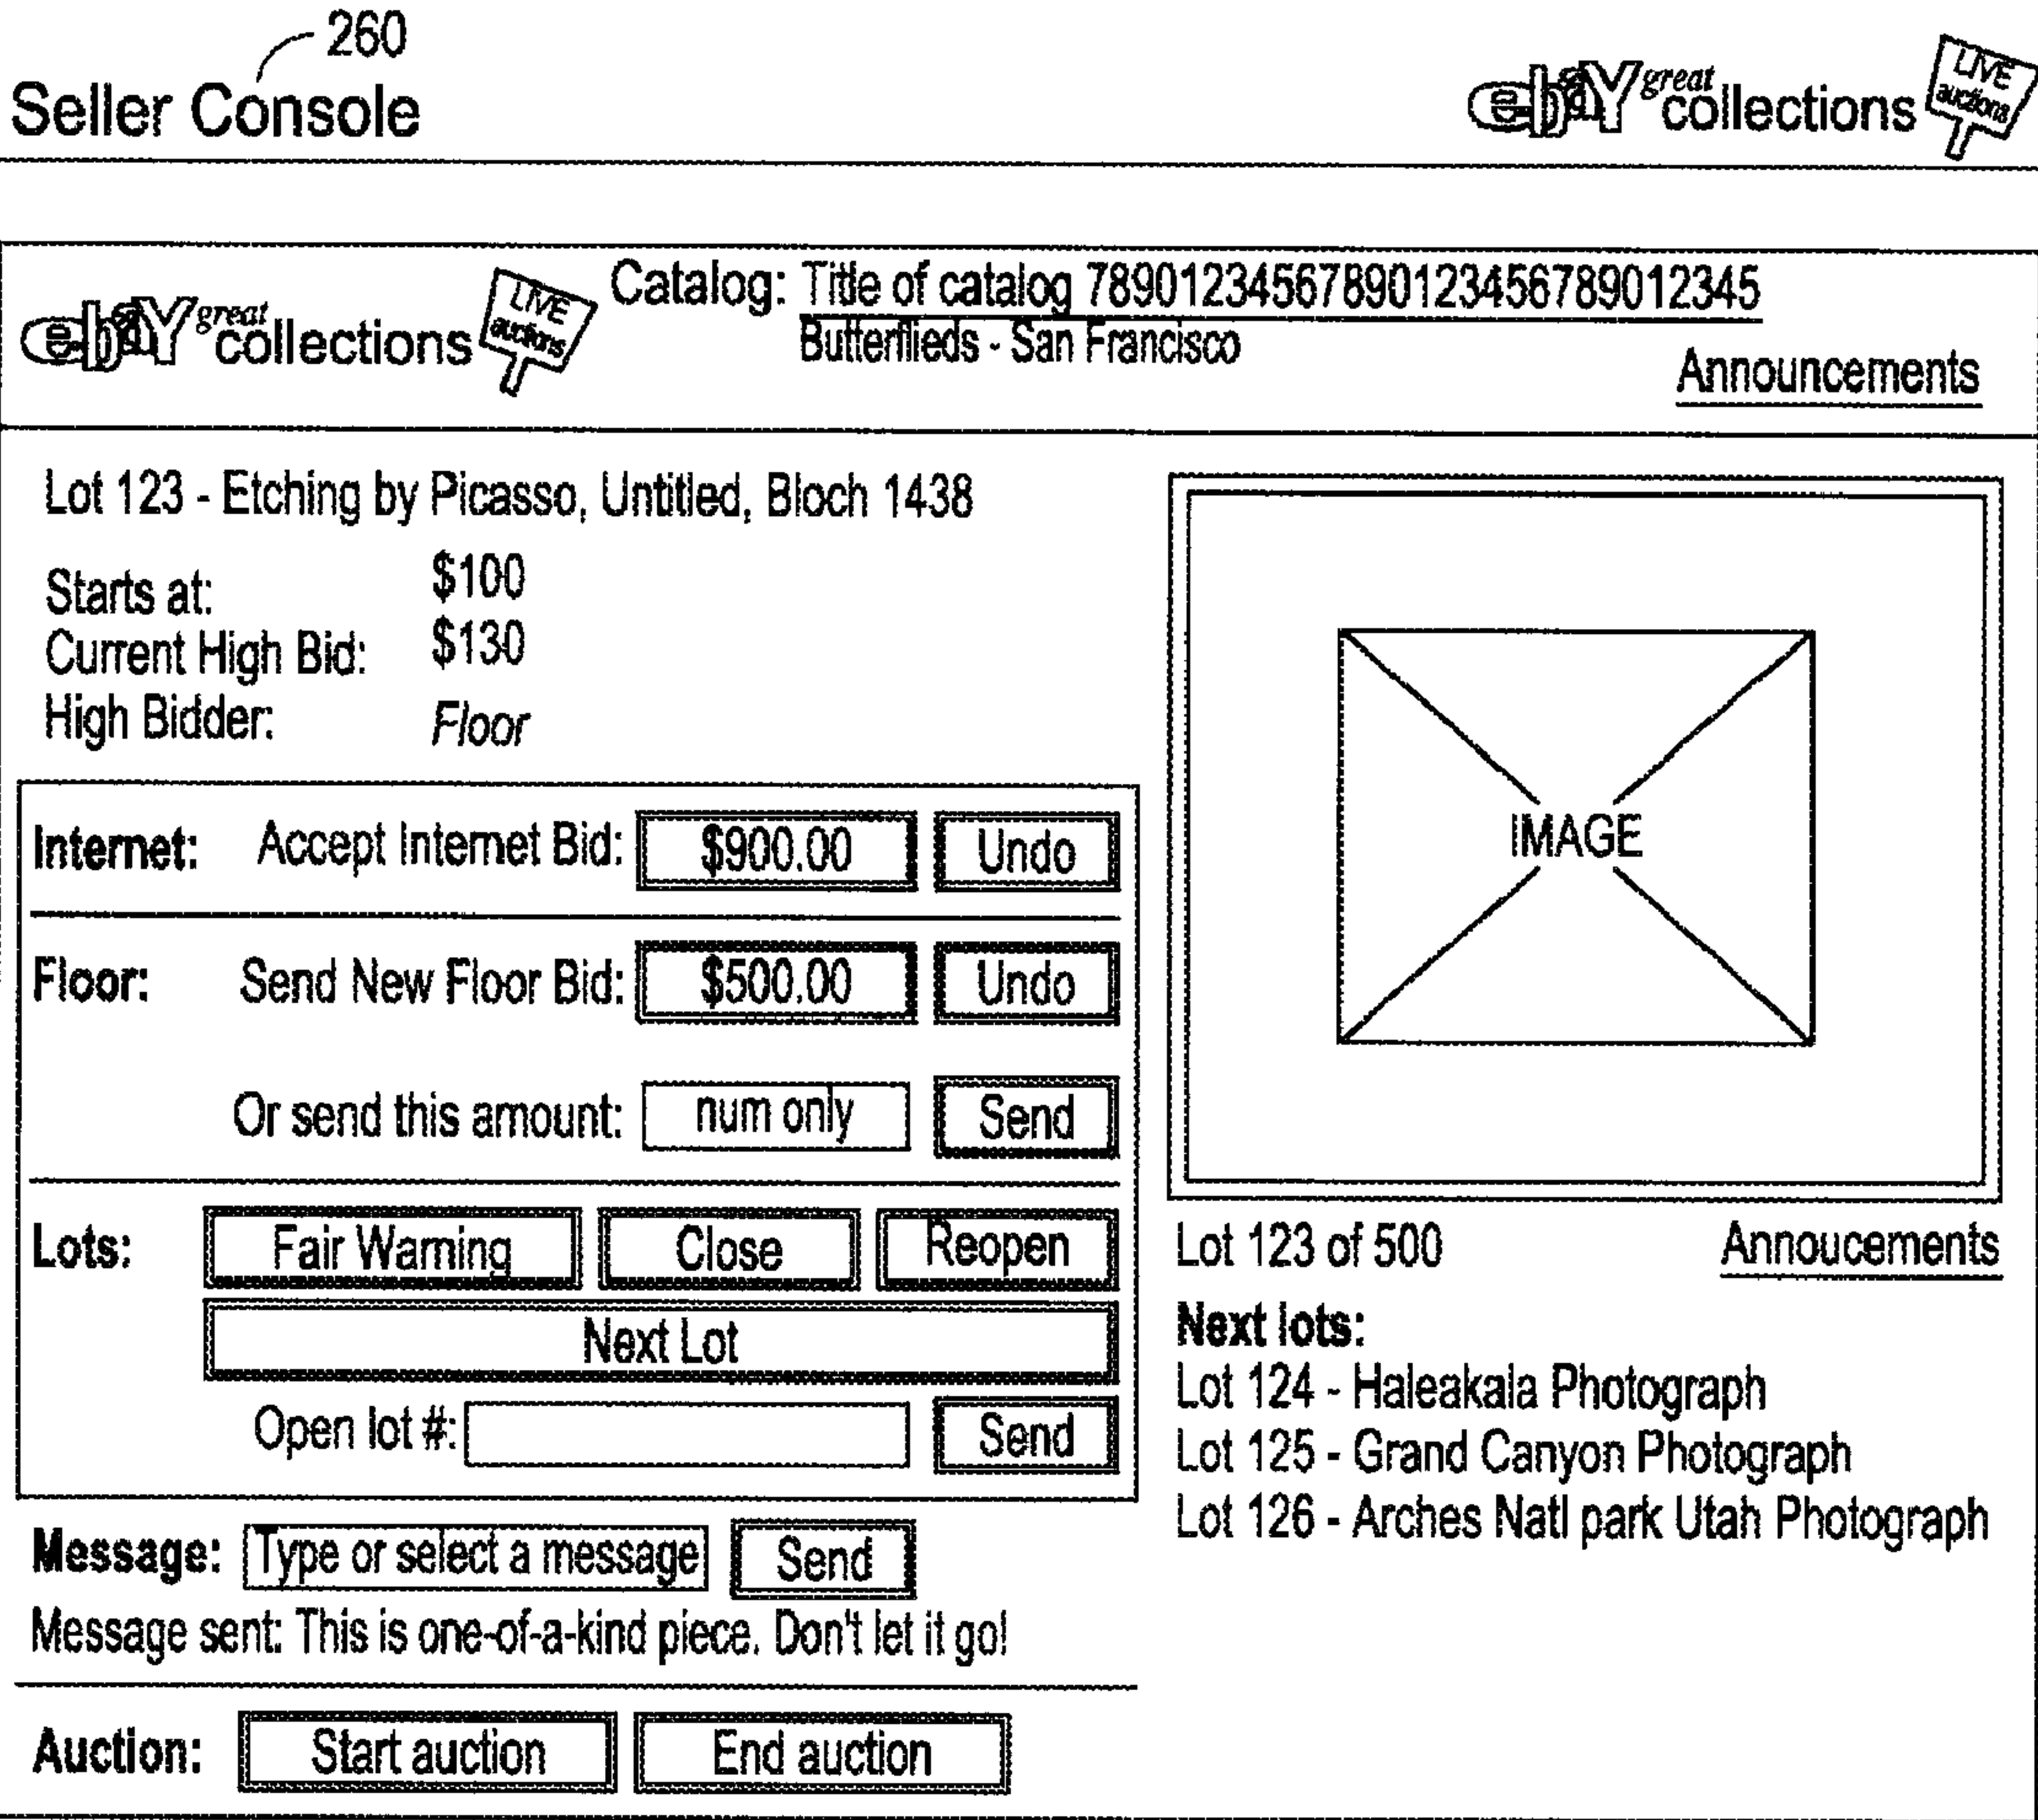 260
Seller Console
ebaY great collections LIVE auctions
ebaY great collections LIVE auctions
Catalog: Title of catalog 7890123456789012345678​9012345
Butterflieds - San Francisco
Announcements
Lot 123 - Etching by Picasso, Untitled, Bloch 1438
Starts at: $100
Current High Bid: $130
High Bidder: Floor
Internet: Accept Internet Bid: $900.00 Undo
Floor: Send New Floor Bid: $500.00 Undo
Or send this amount: num only Send
Lots: Fair Warning Close Reopen
Next Lot
Open lot #: Send
IMAGE
Lot 123 of 500 Annoucements
Next lots:
Lot 124 - Haleakala Photograph
Lot 125 - Grand Canyon Photograph
Lot 126 - Arches Natl park Utah Photograph
Message: Type or select a message Send
Message sent: This is one-of-a-kind piece. Don't let it go!
Auction: Start auction End auction